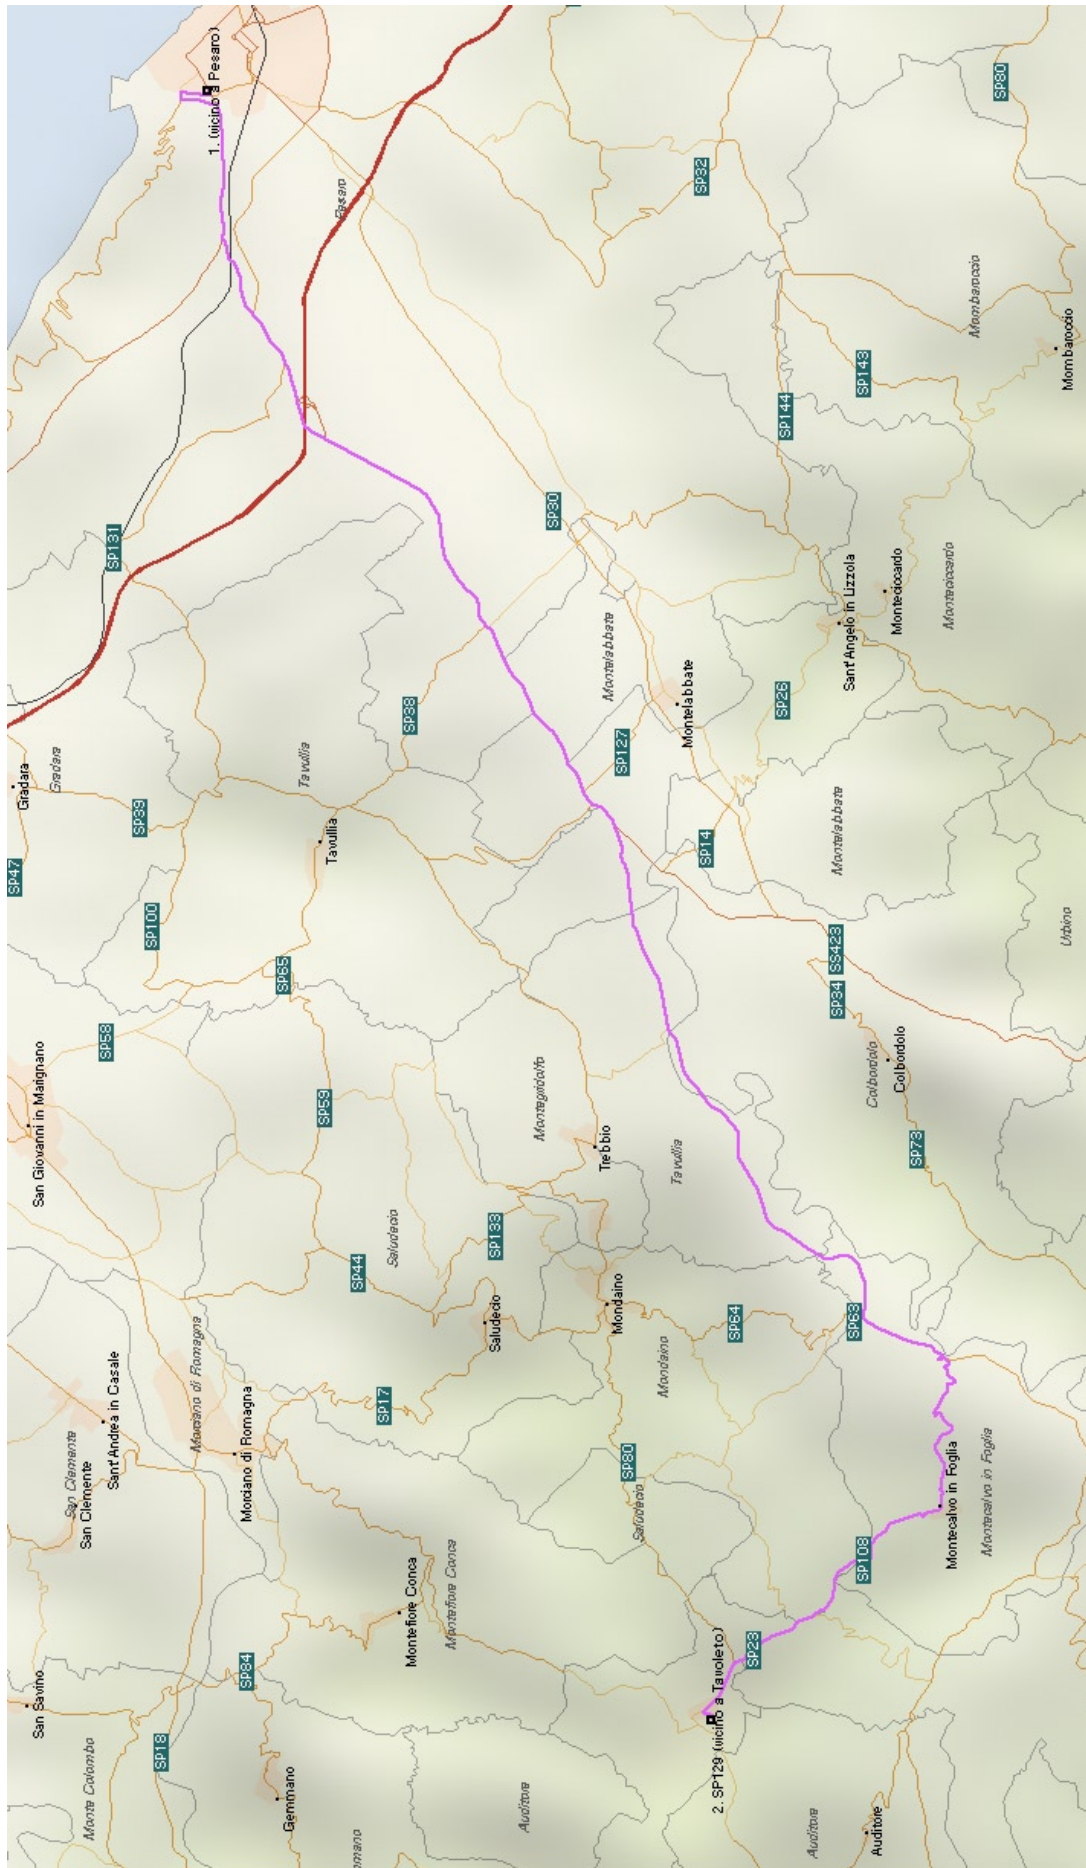 1. (vicino a Pesaro)
SP80
SP32
Pesaro
Mombaroccio
Mombaroccio
SP143
SP144
SP30
SP131
Sant'Angelo in Lizzola
Monteciccardo
Monteciccardo
Montelabbate
Montelabbate
SP26
SP38
SP127
Gradara
Gradara
Tavullia
Tavullia
SP39
SP47
SP14
Montelabbate
SP100
SP65
Urbino
SS423
SP34
SP58
Colbordolo
Colbordolo
San Giovanni in Marignano
SP59
Montegridolfo
Trebbio
Tavullia
SP73
Saludecio
SP133
SP44
Saludecio
Mondaino
SP64
SP63
Mondaino
Morciano di Romagna
Morciano di Romagna
Sant'Andrea in Casale
San Clemente
San Clemente
SP17
SP80
Saludecio
Montecalvo in Foglia
Montecalvo in Foglia
SP108
Montefiore Conca
Montefiore Conca
SP84
SP23
San Savino
SP18
2. SP129 (vicino a Tavoleto)
Gemmano
Monte Colombo
Auditore
Auditore
Auditore
mmano